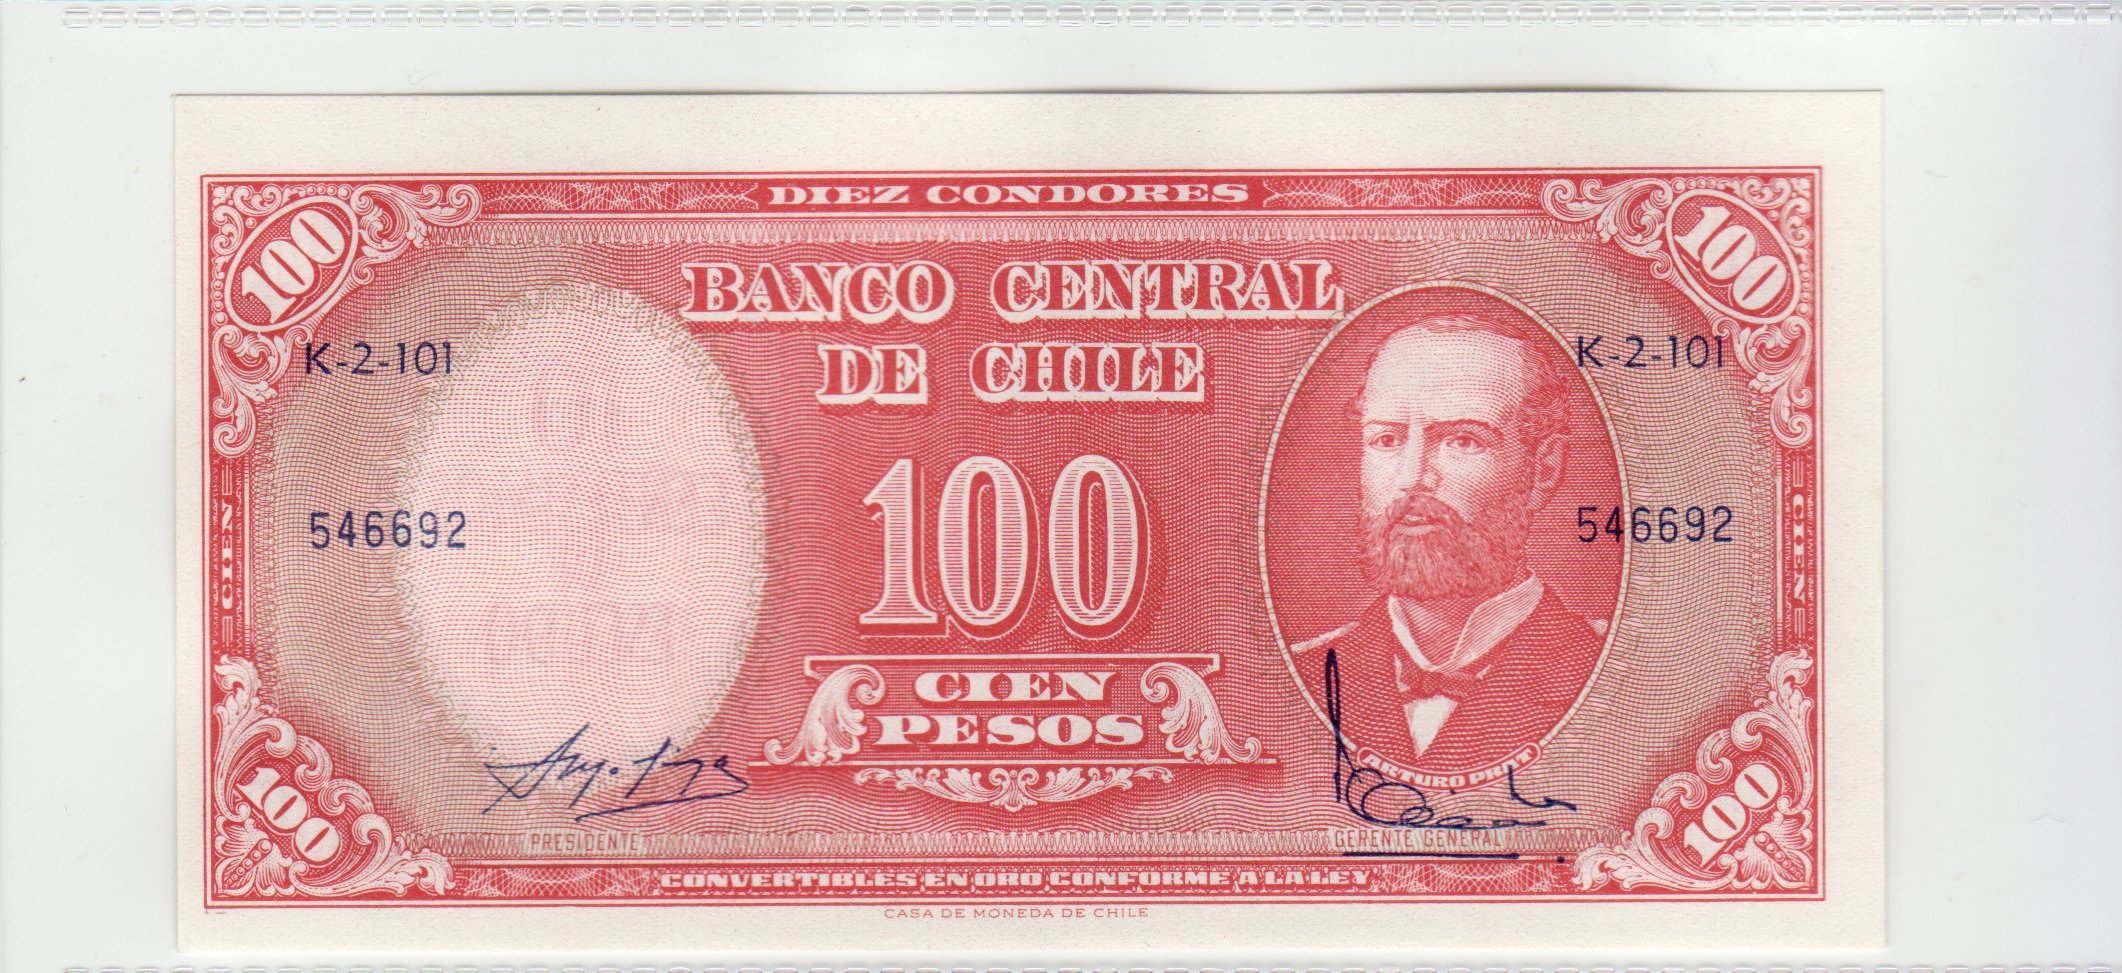 DIEZ CONDORES
100
100
BANCO CENTRAL
DE CHILE
K-2-101
K-2-101
546692
546692
CIEN
CIEN
100
CIEN
PESOS
ARTURO PRAT
100
100
PRESIDENTE
GERENTE GENERAL
CONVERTIBLES EN ORO CONFORME A LA LEY
CASA DE MONEDA DE CHILE